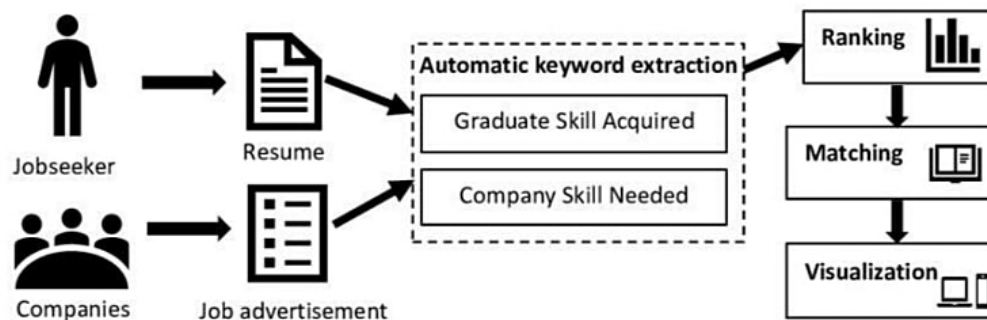 Jobseeker
Resume
Companies
Job advertisement
Automatic keyword extraction
Graduate Skill Acquired
Company Skill Needed
Ranking
Matching
Visualization